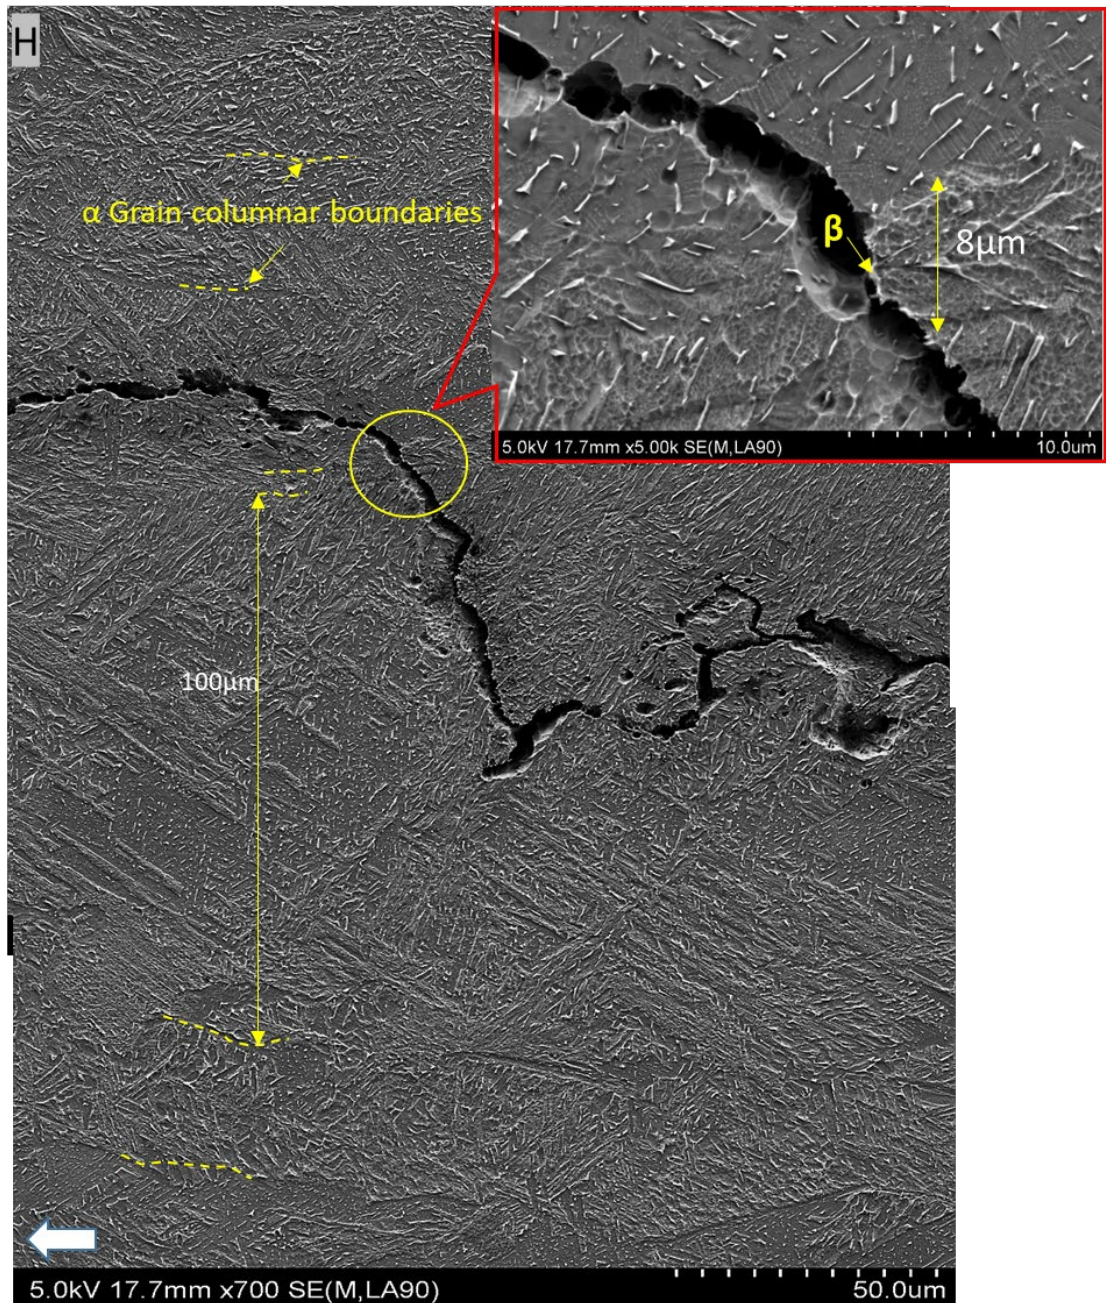 H
α Grain columnar boundaries
β
8μm
5.0kV 17.7mm x5.00k SE(M,LA90) 10.0um
100μm
5.0kV 17.7mm x700 SE(M,LA90) 50.0um